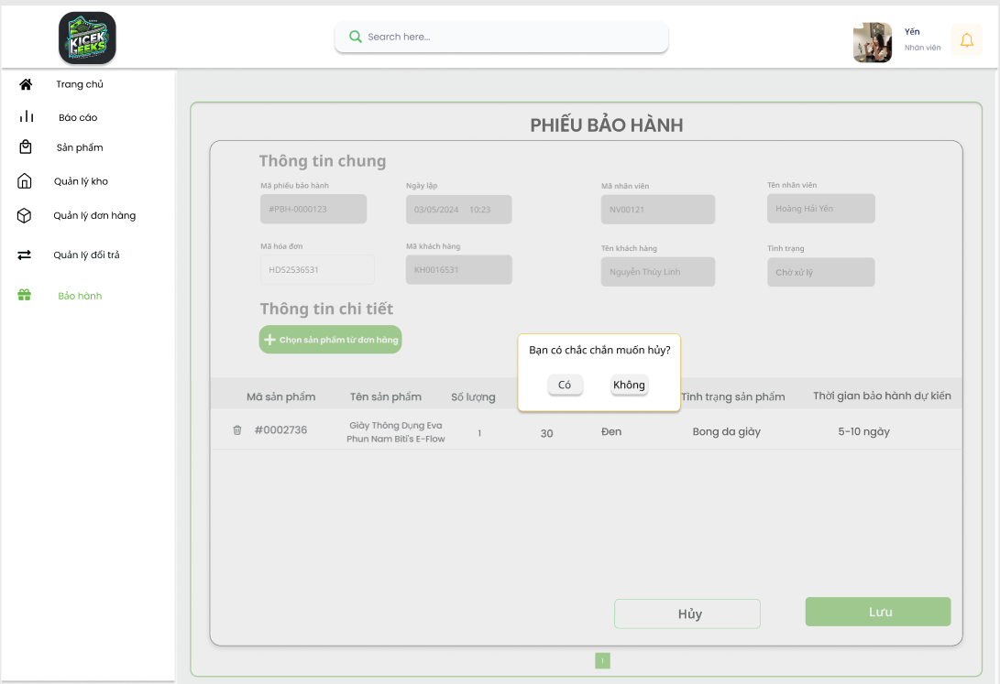 KICEK
GEEKS
Search here...
Yến
Nhân viên
Trang chủ
Báo cáo
Sản phẩm
Quản lý kho
Quản lý đơn hàng
Quản lý đổi trả
Bảo hành
PHIẾU BẢO HÀNH
Thông tin chung
Mã phiếu bảo hành
Ngày lập
Mã nhân viên
Tên nhân viên
#PBH-0000123
03/05/2024 10:23
NV00121
Hoàng Hải Yến
Mã hóa đơn
Mã khách hàng
Tên khách hàng
Tình trạng
HD52536531
KH0016531
Nguyễn Thùy Linh
Chờ xử lý
Thông tin chi tiết
Chọn sản phẩm từ đơn hàng
Bạn có chắc chắn muốn hủy?
Có
Không
Mã sản phẩm
Tên sản phẩm
Số lượng
Tình trạng sản phẩm
Thời gian bảo hành dự kiến
#0002736
Giày Thông Dụng Eva
Phun Nam Biti's E-Flow
1
30
Đen
Bong da giày
5-10 ngày
Hủy
Lưu
1